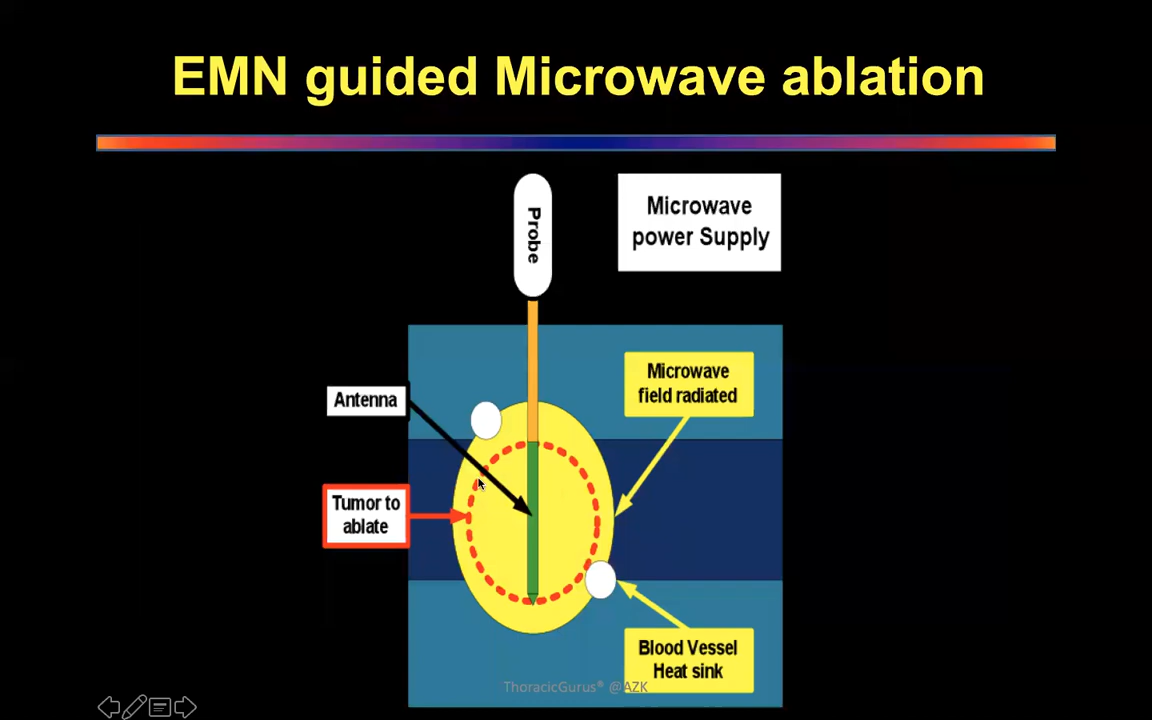 EMN guided Microwave ablation
Probe
Microwave
power Supply
Microwave
field radiated
Antenna
Tumor to
ablate
Blood Vessel
Heat sink
ThoracicGurus® @AZK